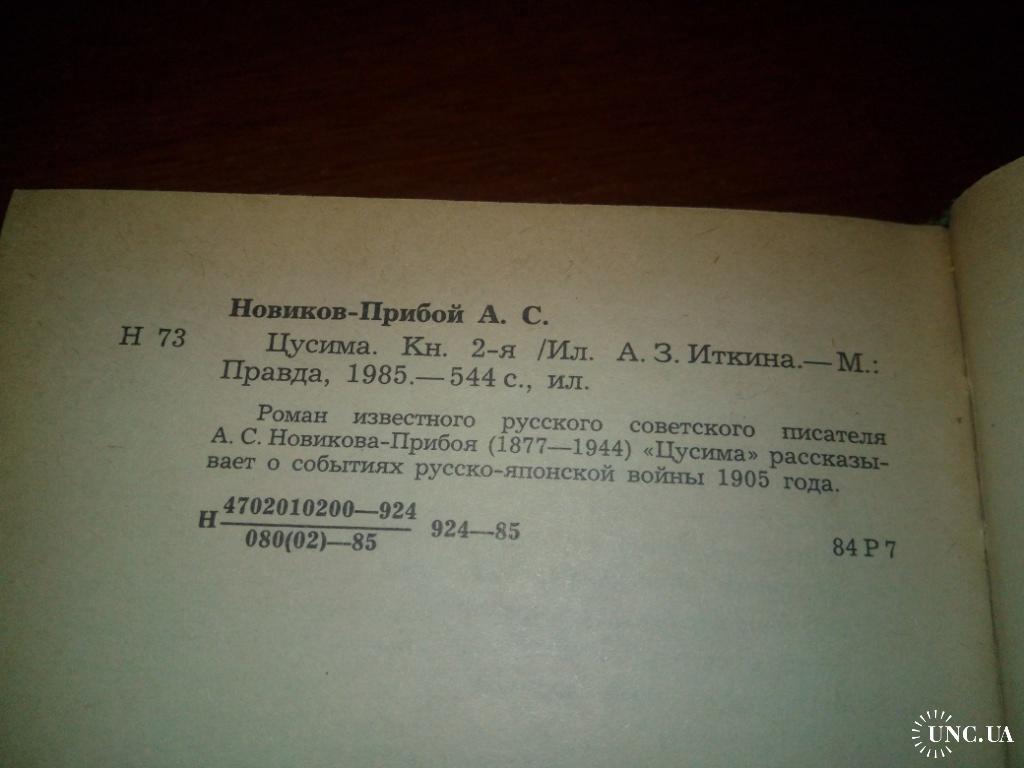 Новиков-Прибой А. С.
Н 73
Цусима. Кн. 2-я /Ил. А. З. Иткина.— М.:
Правда, 1985.— 544 с., ил.
Роман известного русского советского писателя
А. С. Новикова-Прибоя (1877—1944) «Цусима» рассказы-
вает о событиях русско-японской войны 1905 года.
4702010200—924
Н
924—85
080(02)—85
84 Р 7
UNC.UA